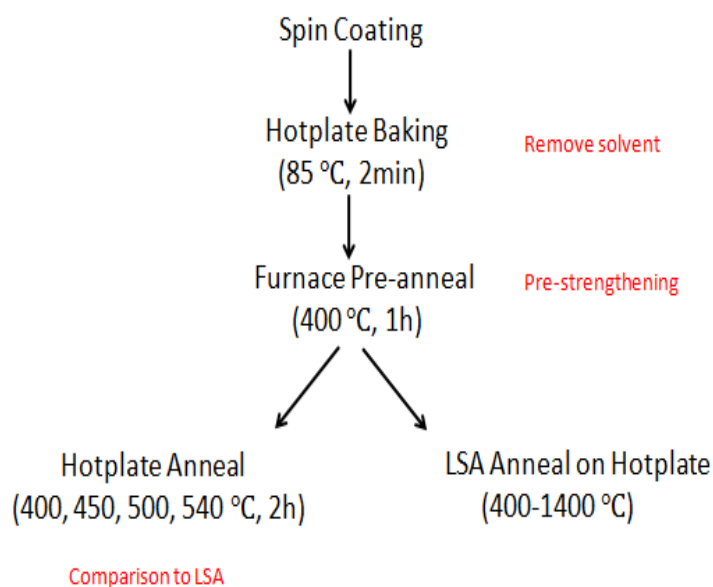 Spin Coating
Hotplate Baking
Remove solvent
(85 °C, 2min)
Furnace Pre-anneal
Pre-strengthening
(400 °C, 1h)
Hotplate Anneal
(400, 450, 500, 540 °C, 2h)
LSA Anneal on Hotplate
(400-1400 °C)
Comparison to LSA